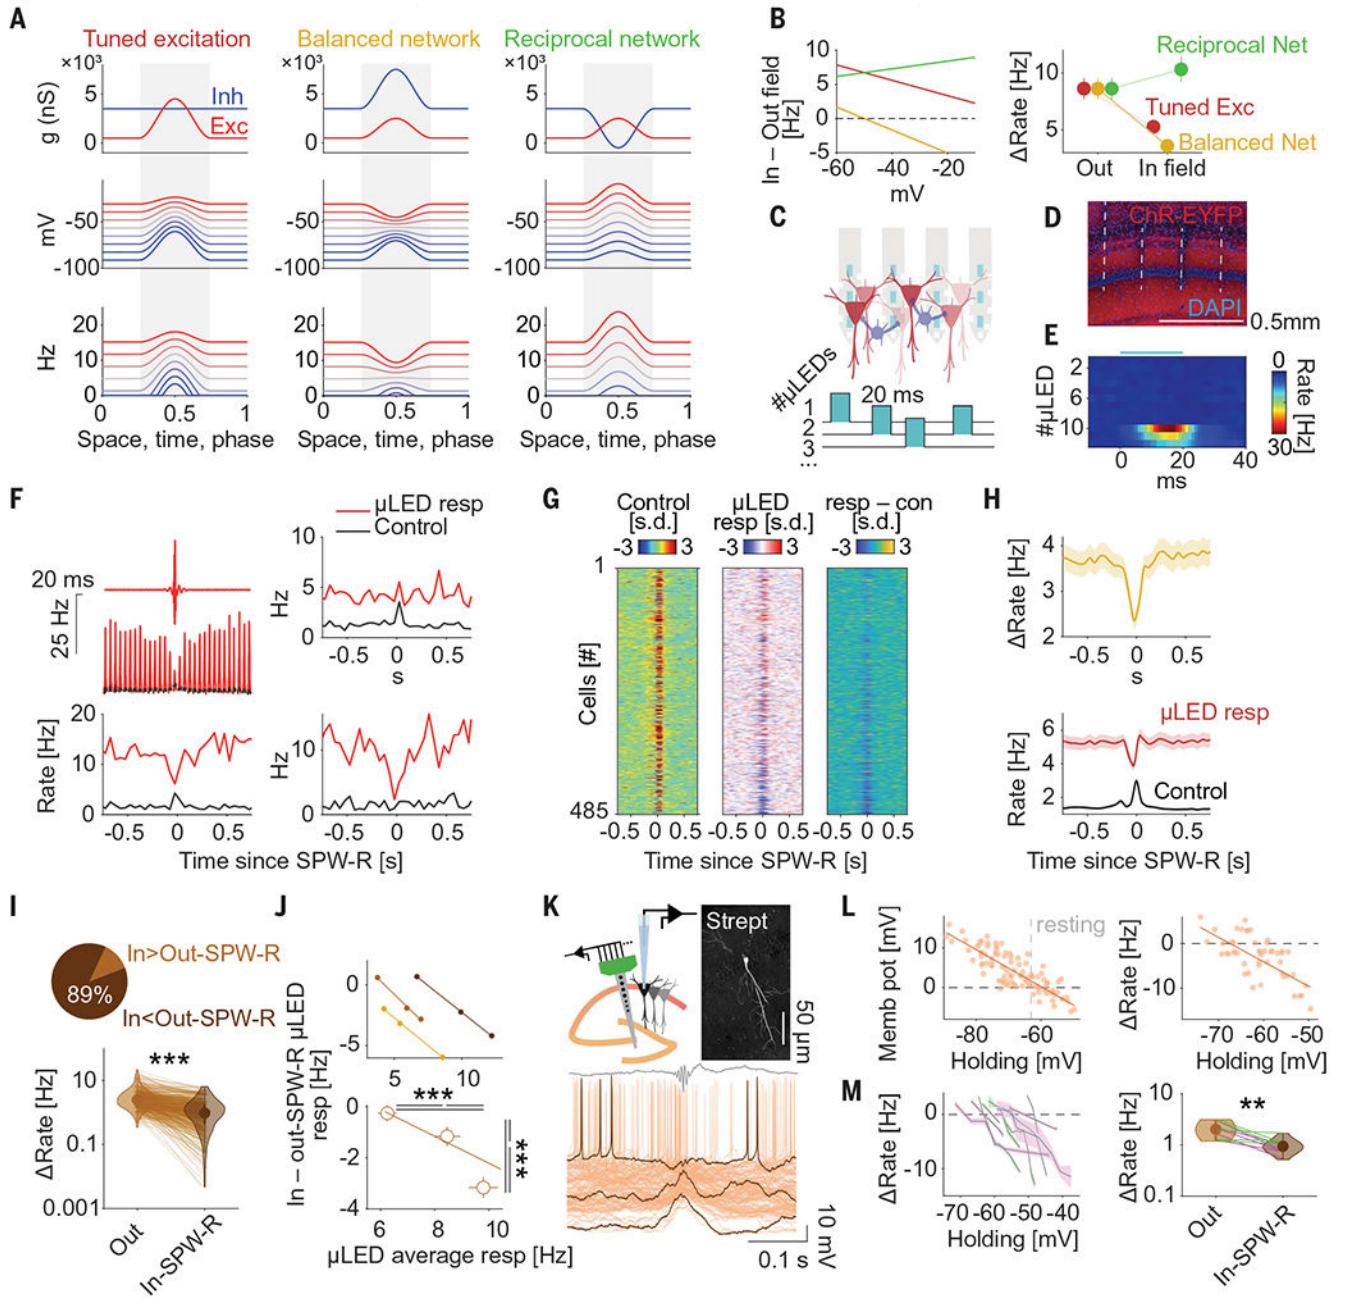 A
Tuned excitation
Balanced network
Reciprocal network
×10³
×10³
×10³
g (nS)
5
0
Inh
Exc
5
0
5
0
mV
-50
-100
-50
-100
-50
-100
Hz
20
10
0
20
10
0
20
10
0
0 0.5 1
0 0.5 1
0 0.5 1
Space, time, phase
Space, time, phase
Space, time, phase
B
In – Out field
[Hz]
10
5
0
-5
-60 -40 -20
mV
ΔRate [Hz]
10
5
Reciprocal Net
Tuned Exc
Balanced Net
Out
In field
C
#µLEDs
20 ms
1
2
3
...
D
ChR-EYFP
DAPI
0.5mm
E
#µLED
2
6
10
0 20 40
ms
0
30
Rate [Hz]
F
20 ms
25 Hz
µLED resp
Control
Hz
10
5
0
-0.5 0 0.5
s
Rate [Hz]
20
10
0
-0.5 0 0.5
Hz
10
0
-0.5 0 0.5
Time since SPW-R [s]
G
Control
[s.d.]
-3 3
µLED
resp [s.d.]
-3 3
resp – con
[s.d.]
-3 3
Cells [#]
1
485
-0.5 0 0.5
-0.5 0 0.5
-0.5 0 0.5
Time since SPW-R [s]
H
ΔRate [Hz]
4
3
2
-0.5 0 0.5
s
Rate [Hz]
6
4
2
µLED resp
Control
-0.5 0 0.5
Time since SPW-R [s]
I
89%
In>Out-SPW-R
In<Out-SPW-R
ΔRate [Hz]
10
0.1
0.001
***
Out
In-SPW-R
J
In – out-SPW-R µLED
resp [Hz]
0
-5
5 10
***
***
0
-2
-4
6 8 10
µLED average resp [Hz]
K
Strept
50 µm
10 mV
0.1 s
L
Memb pot [mV]
10
0
resting
-80 -60
Holding [mV]
ΔRate [Hz]
0
-10
-70 -60 -50
Holding [mV]
M
ΔRate [Hz]
0
-10
-70 -60 -50 -40
Holding [mV]
ΔRate [Hz]
10
1
0.1
**
Out
In-SPW-R